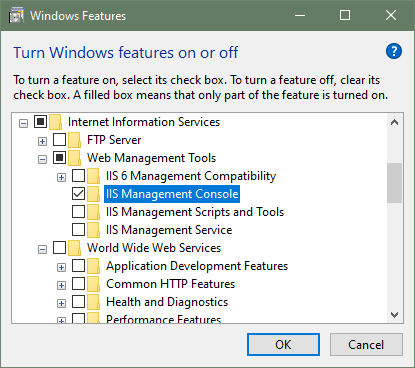 Windows Features
Turn Windows features on or off
To turn a feature on, select its check box. To turn a feature off, clear its
check box. A filled box means that only part of the feature is turned on.
Internet Information Services
FTP Server
Web Management Tools
IIS 6 Management Compatibility
IIS Management Console
IIS Management Scripts and Tools
IIS Management Service
World Wide Web Services
Application Development Features
Common HTTP Features
Health and Diagnostics
Performance Features
OK
Cancel